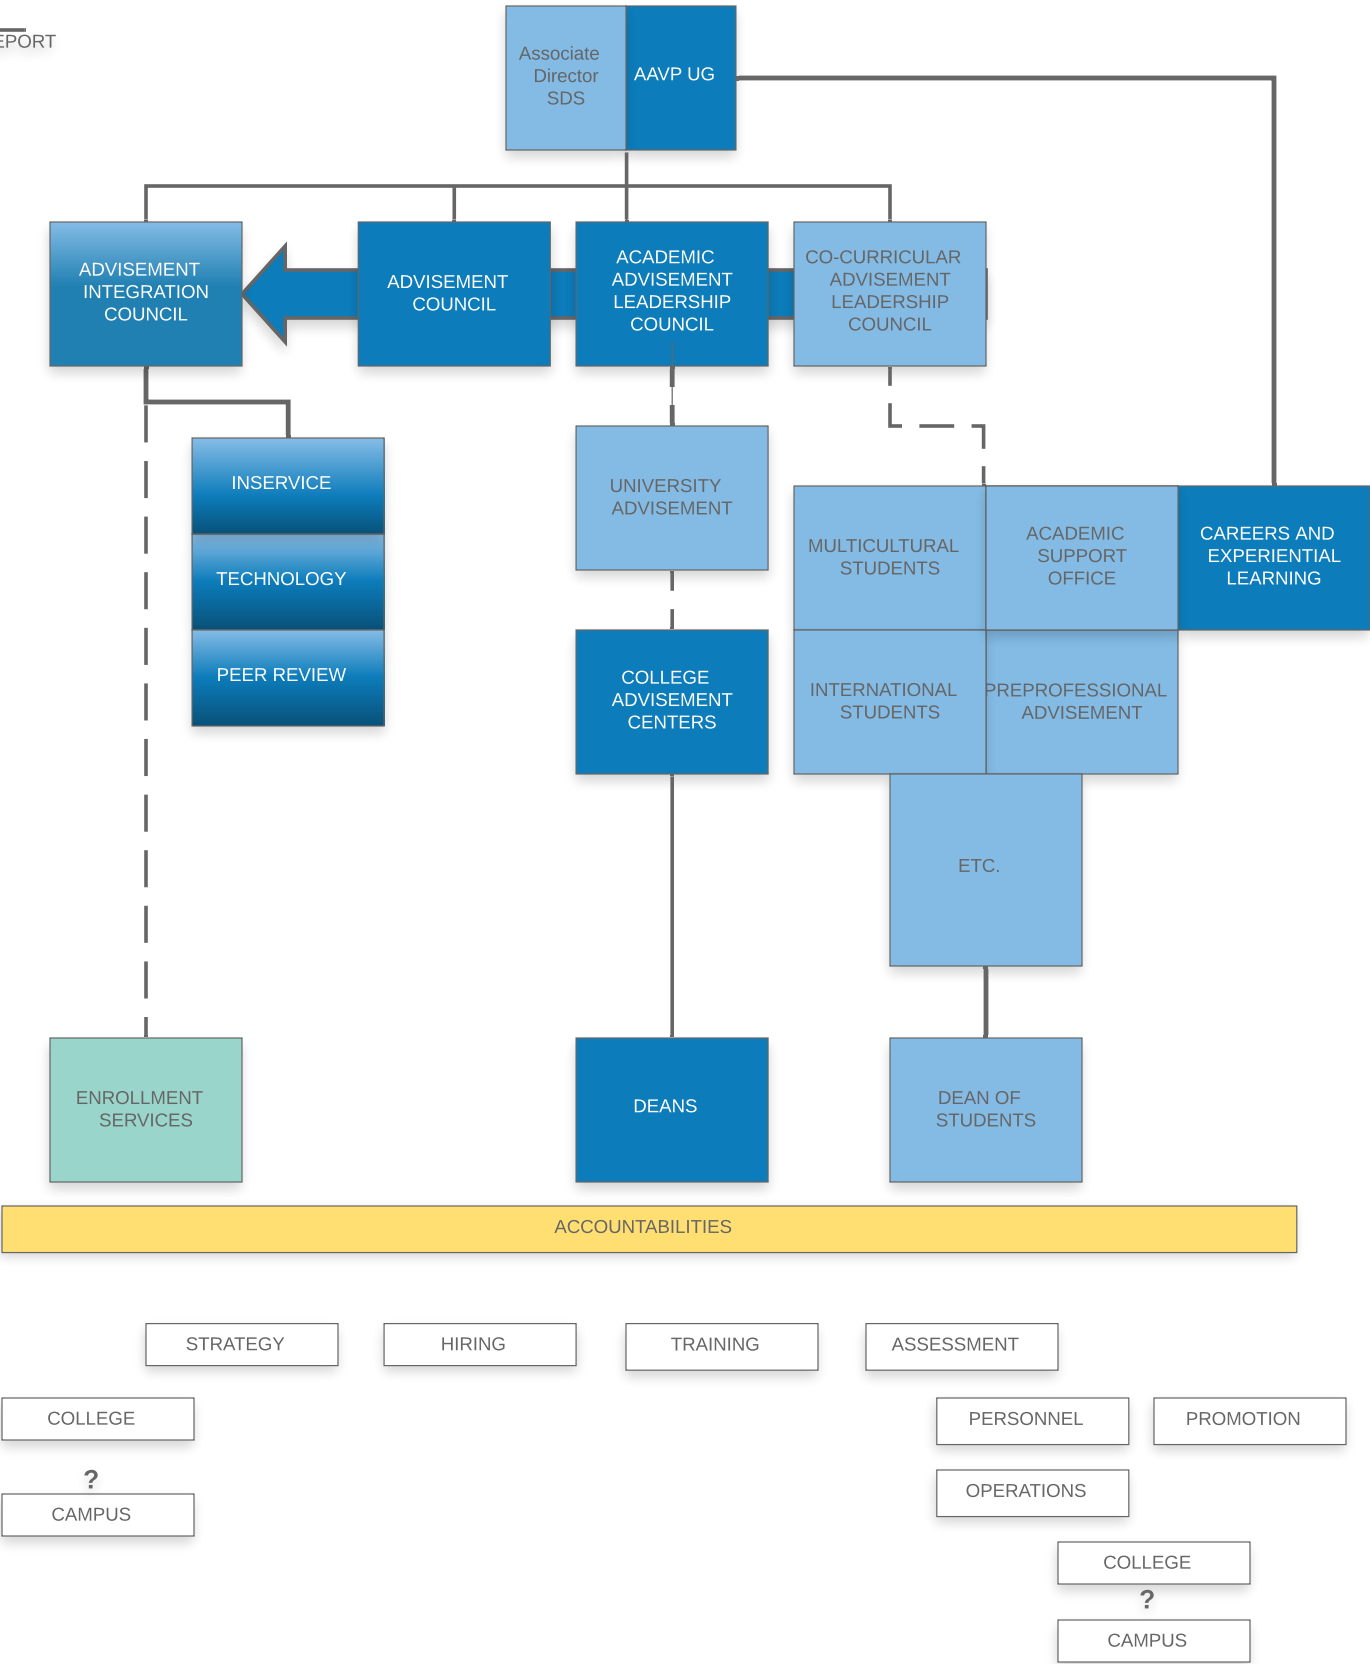 EPORT
Associate
Director
SDS
AAVP UG
ADVISEMENT
INTEGRATION
COUNCIL
ADVISEMENT
COUNCIL
ACADEMIC
ADVISEMENT
LEADERSHIP
COUNCIL
CO-CURRICULAR
ADVISEMENT
LEADERSHIP
COUNCIL
INSERVICE
TECHNOLOGY
PEER REVIEW
UNIVERSITY
ADVISEMENT
COLLEGE
ADVISEMENT
CENTERS
MULTICULTURAL
STUDENTS
ACADEMIC
SUPPORT
OFFICE
CAREERS AND
EXPERIENTIAL
LEARNING
INTERNATIONAL
STUDENTS
PREPROFESSIONAL
ADVISEMENT
ETC.
ENROLLMENT
SERVICES
DEANS
DEAN OF
STUDENTS
ACCOUNTABILITIES
STRATEGY
HIRING
TRAINING
ASSESSMENT
COLLEGE
?
CAMPUS
PERSONNEL
PROMOTION
OPERATIONS
COLLEGE
?
CAMPUS